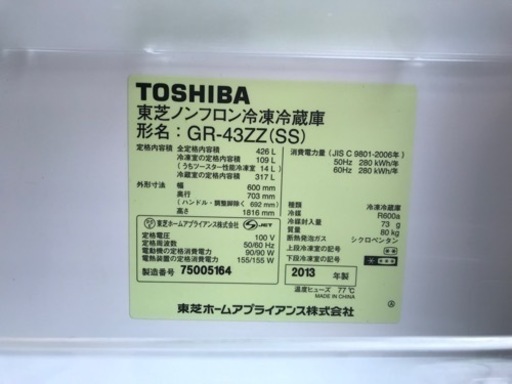 TOSHIBA
東芝ノンフロン冷凍冷蔵庫
形名：GR-43ZZ(SS)
全定格内容積 426 L
冷凍室の定格内容積 109 L
(うちフースター性能冷凍室 14 L)
冷蔵室の定格内容積 317 L
外形寸法 幅 600 mm
奥行 703 mm
(ハンドル・調整脚除く 692 mm)
高さ 1816 mm
東芝ホームアプライアンス株式会社 JET
定格電圧 100 V
定格周波数 50/60 Hz
電動機の定格消費電力 90/90 W
電熱装置の定格消費電力 155/155 W
製造番号 75005164
消費電力量 (JIS C 9801-2006年)
50Hz 280 kWh/年
60Hz 280 kWh/年
種類 冷凍冷蔵庫
冷媒 R600a
冷媒封入量 73 g
質量 80 kg
断熱発泡ガス シクロペンタン
上段冷凍室の記号
下段冷凍室の記号
2013 年製
温度ヒューズ 77℃
MADE IN CHINA
東芝ホームアプライアンス株式会社